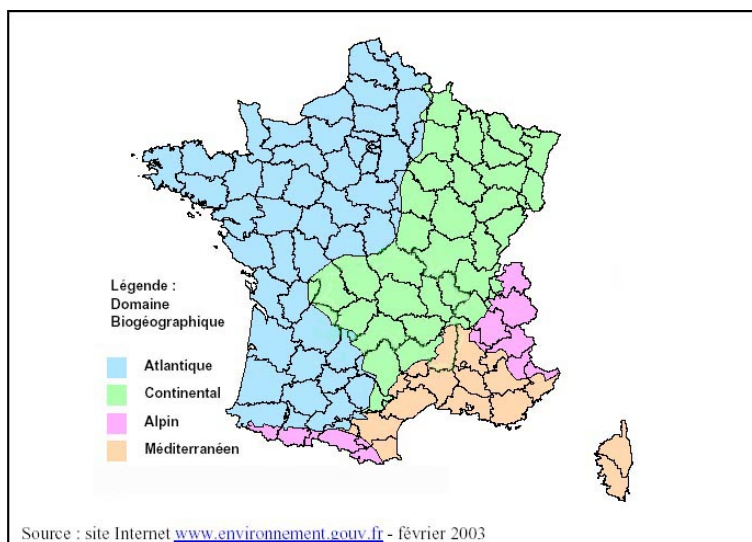 Légende :
Domaine
Biogéographique
Atlantique
Continental
Alpin
Méditerranéen
Source : site Internet www.environnement.gouv.fr - février 2003